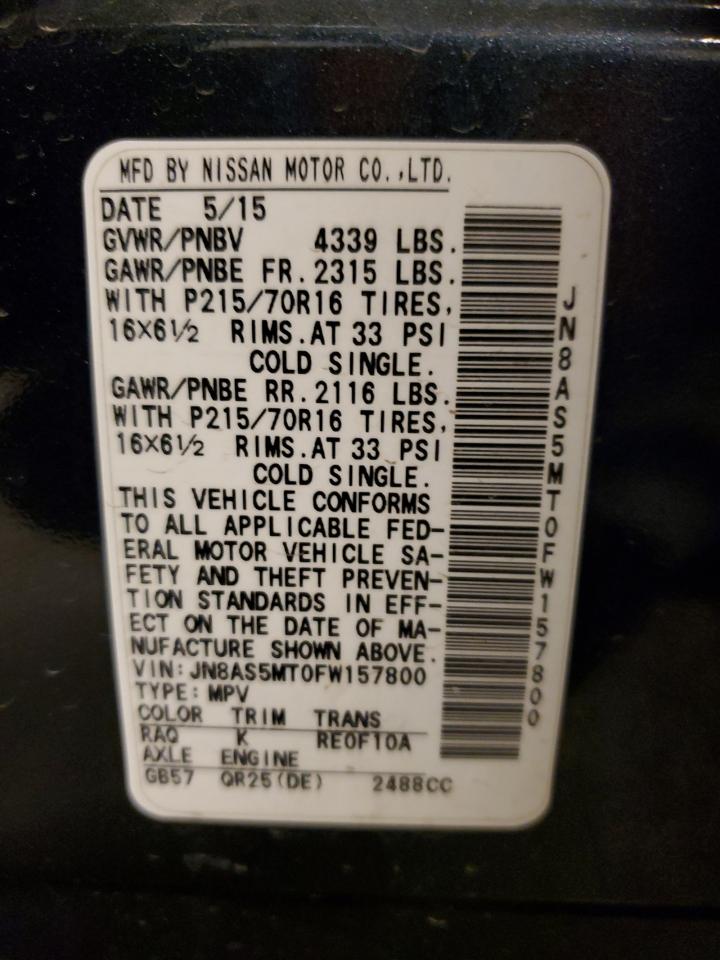 MFD BY NISSAN MOTOR CO.,LTD.
DATE 5/15
GVWR/PNBV 4339 LBS.
GAWR/PNBE FR.2315 LBS.
WITH P215/70R16 TIRES,
16X6½ RIMS.AT 33 PSI
COLD SINGLE.
GAWR/PNBE RR.2116 LBS.
WITH P215/70R16 TIRES,
16X6½ RIMS.AT 33 PSI
COLD SINGLE.
THIS VEHICLE CONFORMS
TO ALL APPLICABLE FED-
ERAL MOTOR VEHICLE SA-
FETY AND THEFT PREVEN-
TION STANDARDS IN EFF-
ECT ON THE DATE OF MA-
NUFACTURE SHOWN ABOVE.
VIN:JN8AS5MT0FW157800
TYPE:MPV
COLOR TRIM TRANS
RAQ K RE0F10A
AXLE ENGINE
GB57 QR25(DE) 2488CC
JN8AS5MT0FW157800